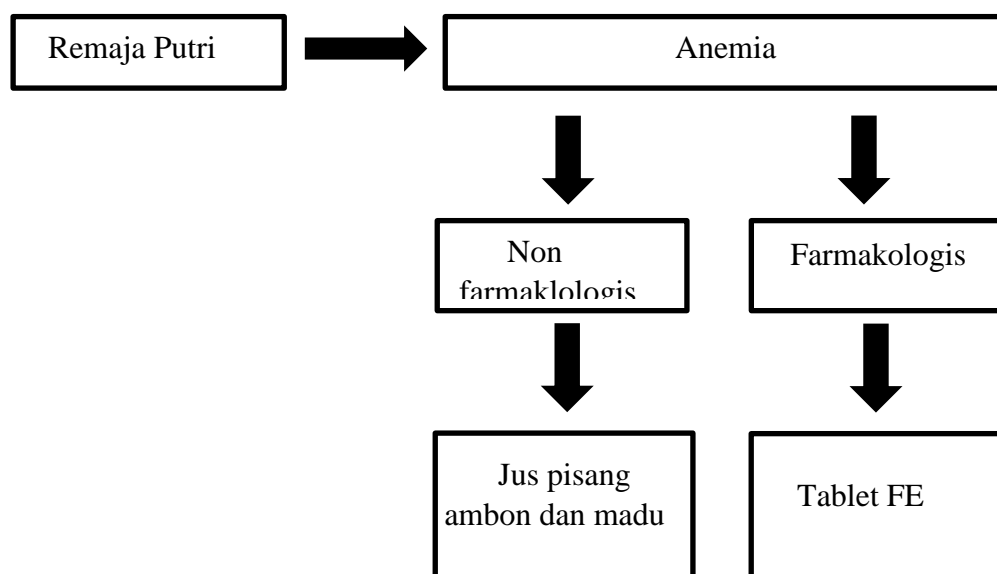 Remaja Putri
Anemia
Non
farmaklologis
Farmakologis
Jus pisang
ambon dan madu
Tablet FE